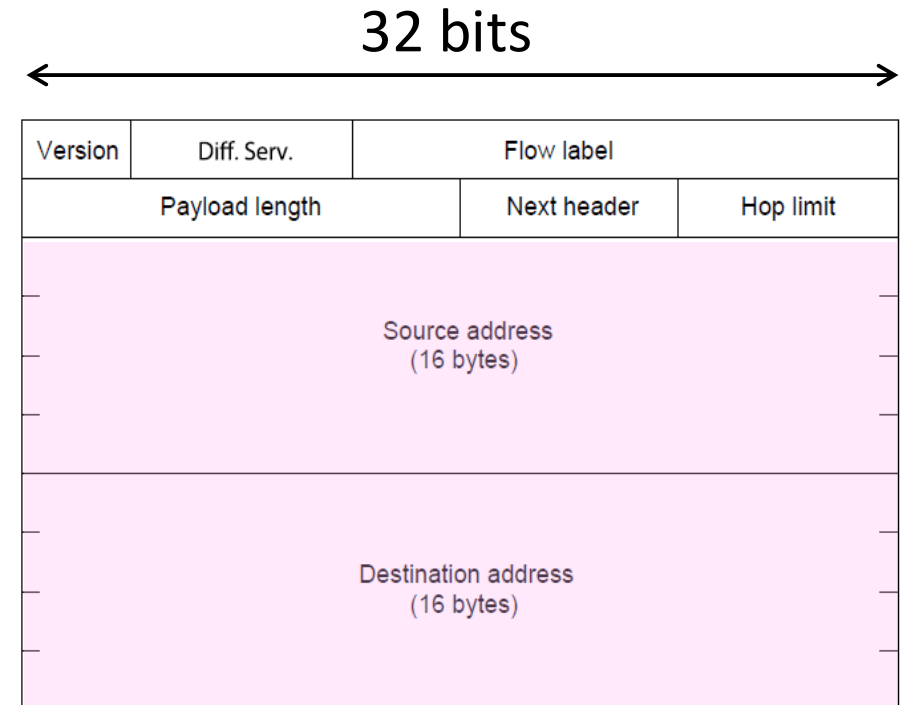 32 bits
Version Diff. Serv. Flow label
Payload length Next header Hop limit
Source address
(16 bytes)
Destination address
(16 bytes)